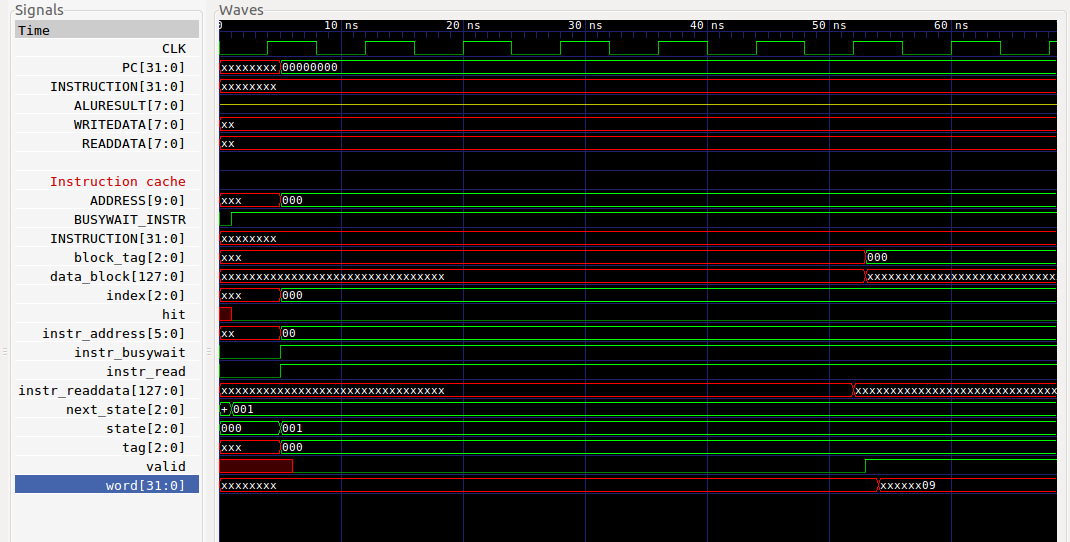 Signals Waves
Time 0 10 ns 20 ns 30 ns 40 ns 50 ns 60 ns
CLK
PC[31:0] xxxxxxxx 00000000
INSTRUCTION[31:0] xxxxxxxx
ALURESULT[7:0]
WRITEDATA[7:0] xx
READDATA[7:0] xx
Instruction cache
ADDRESS[9:0] xxx 000
BUSYWAIT_INSTR
INSTRUCTION[31:0] xxxxxxxx
block_tag[2:0] xxx 000
data_block[127:0] xxxxxxxxxxxxxxxxxxxxxxxxxxxxxxxx xxxxxxxxxxxxxxxxxxxxxxxxxxx
index[2:0] xxx 000
hit
instr_address[5:0] xx 00
instr_busywait
instr_read
instr_readdata[127:0] xxxxxxxxxxxxxxxxxxxxxxxxxxxxxxxx xxxxxxxxxxxxxxxxxxxxxxxxxxxxx
next_state[2:0] + 001
state[2:0] 000 001
tag[2:0] xxx 000
valid
word[31:0] xxxxxxxx xxxxxx09